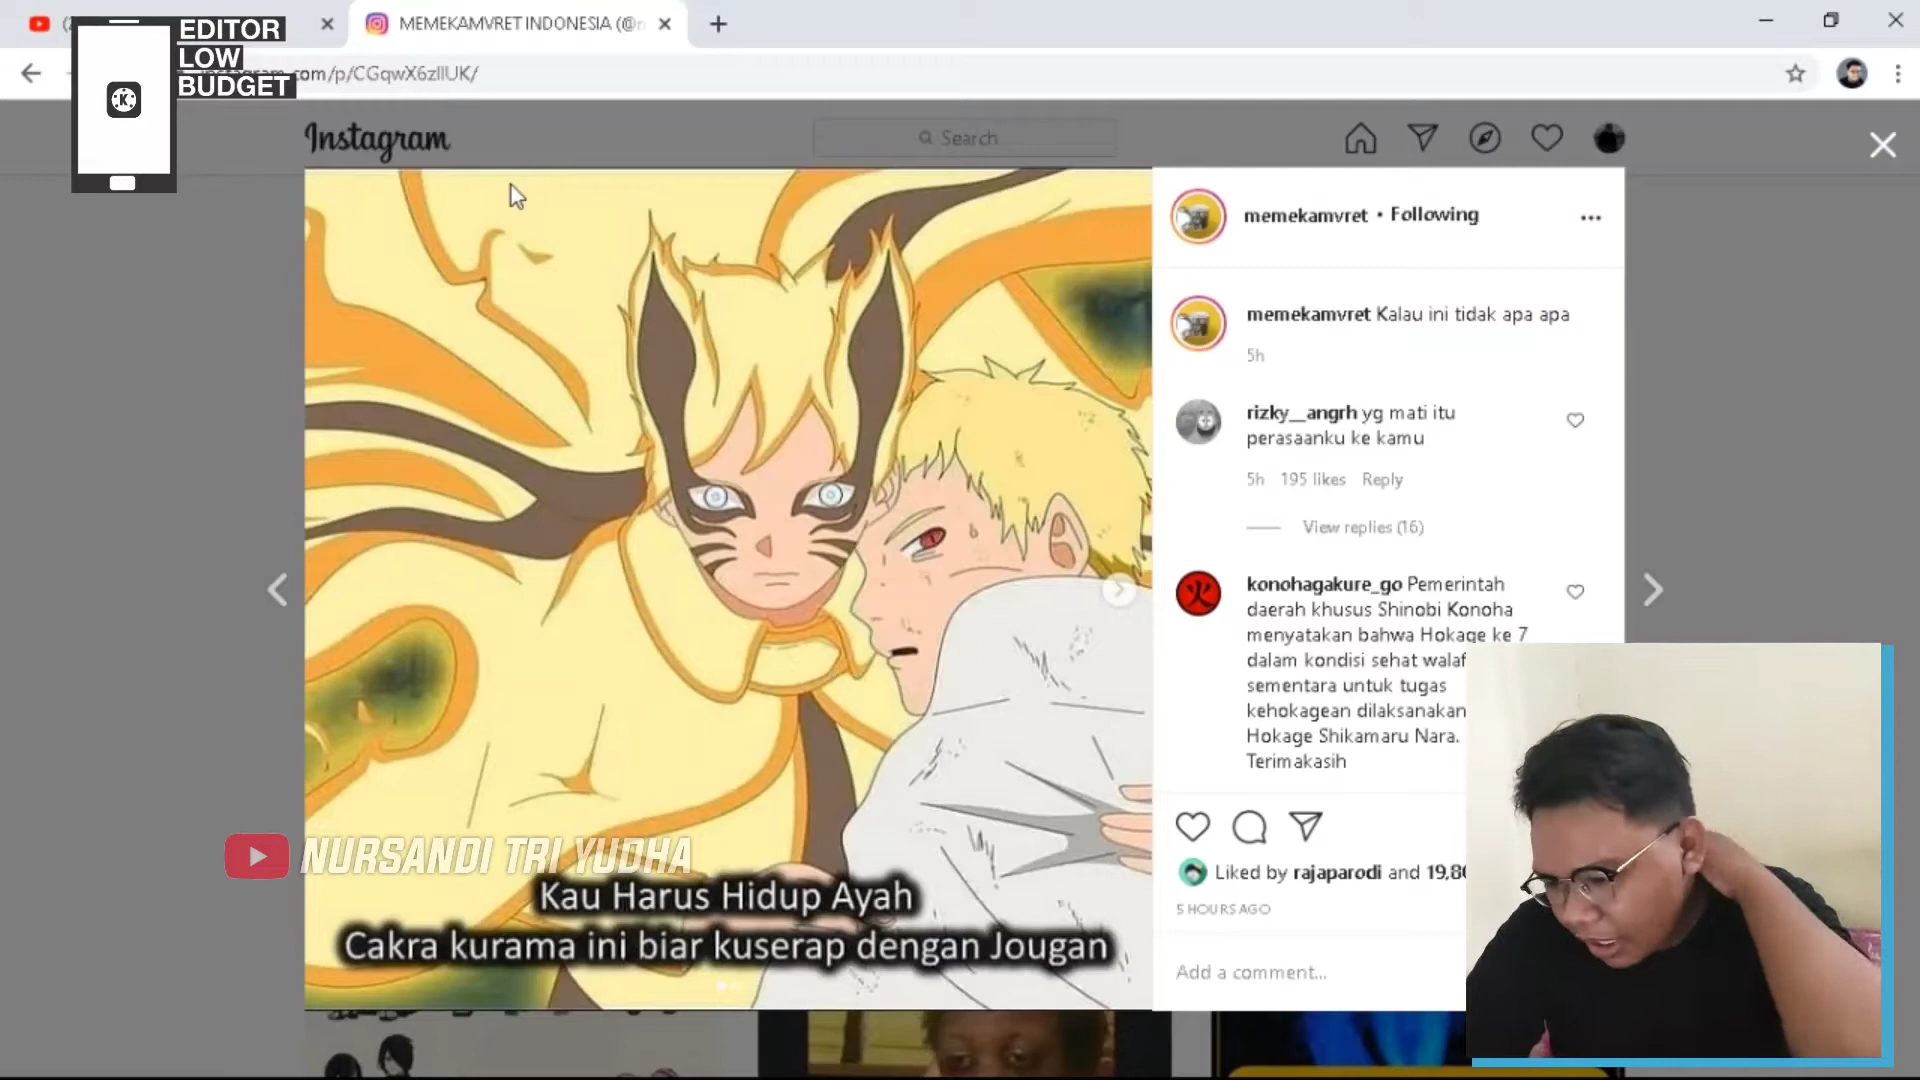 EDITOR
LOW
BUDGET
MEMEKAMVRET INDONESIA (@
com/p/CGqwX6zllUK/
Instagram
Search
memekamvret • Following
memekamvret Kalau ini tidak apa apa
5h
rizky__angrh yg mati itu
perasaanku ke kamu
5h 195 likes Reply
View replies (16)
konohagakure_go Pemerintah
daerah khusus Shinobi Konoha
menyatakan bahwa Hokage ke 7
dalam kondisi sehat walaf
sementara untuk tugas
kehokagean dilaksanakan
Hokage Shikamaru Nara.
Terimakasih
Liked by rajaparodi and 19,8
5 HOURS AGO
Add a comment...
NURSANDI TRI YUDHA
Kau Harus Hidup Ayah
Cakra kurama ini biar kuserap dengan Jougan